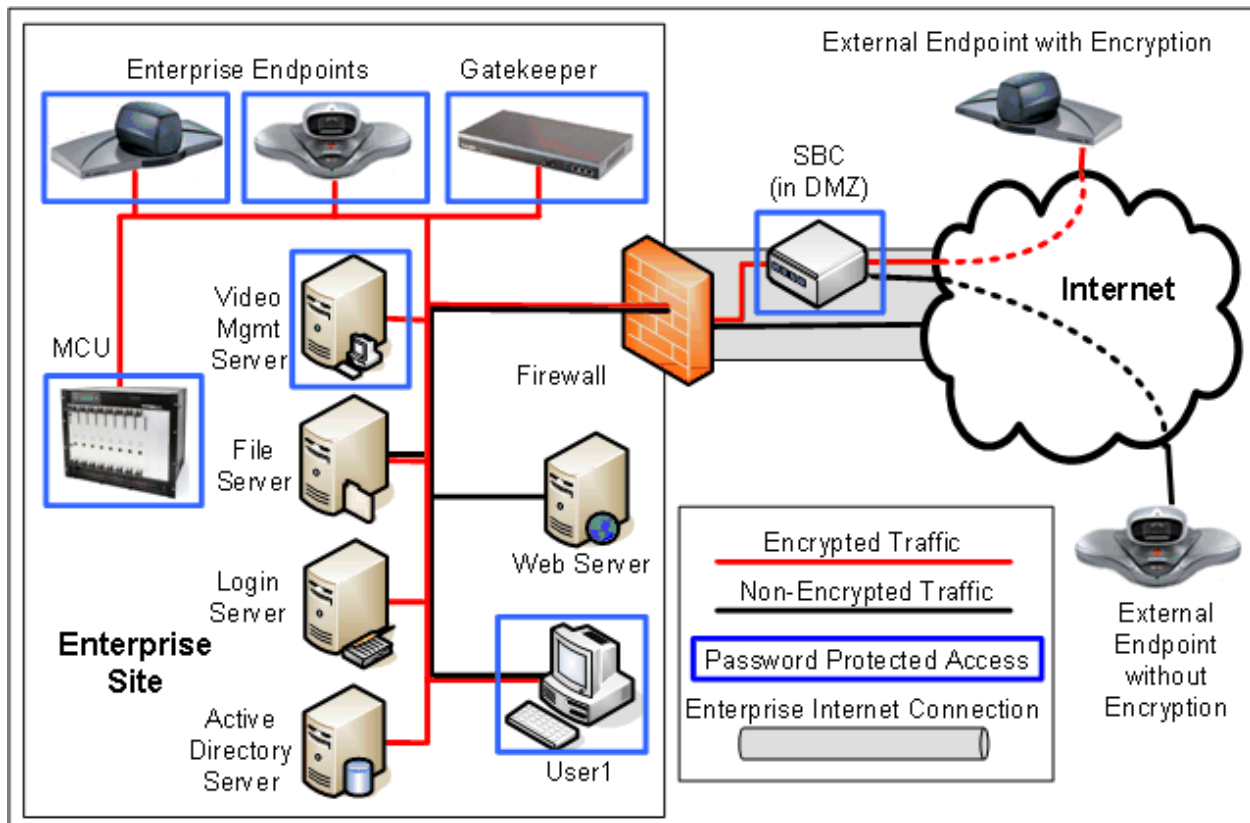 External Endpoint with Encryption
Enterprise Endpoints
Gatekeeper
SBC
(in DMZ)
Video
Mgmt
Server
Internet
MCU
Firewall
File
Server
Web Server
Encrypted Traffic
Non-Encrypted Traffic
Password Protected Access
Enterprise Internet Connection
Login
Server
Enterprise
Site
External
Endpoint
without
Encryption
Active
Directory
Server
User1